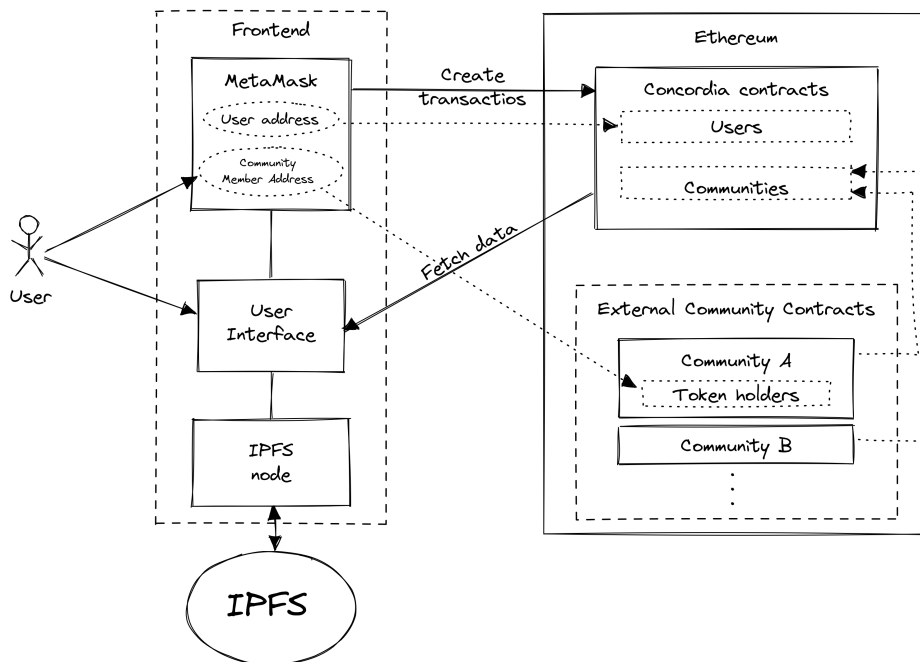 Frontend
MetaMask
User address
Community
Member Address
Create
transactios
Ethereum
Concordia contracts
Users
Communities
User
Fetch data
User
Interface
External Community Contracts
Community A
Token holders
Community B
IPFS
node
IPFS